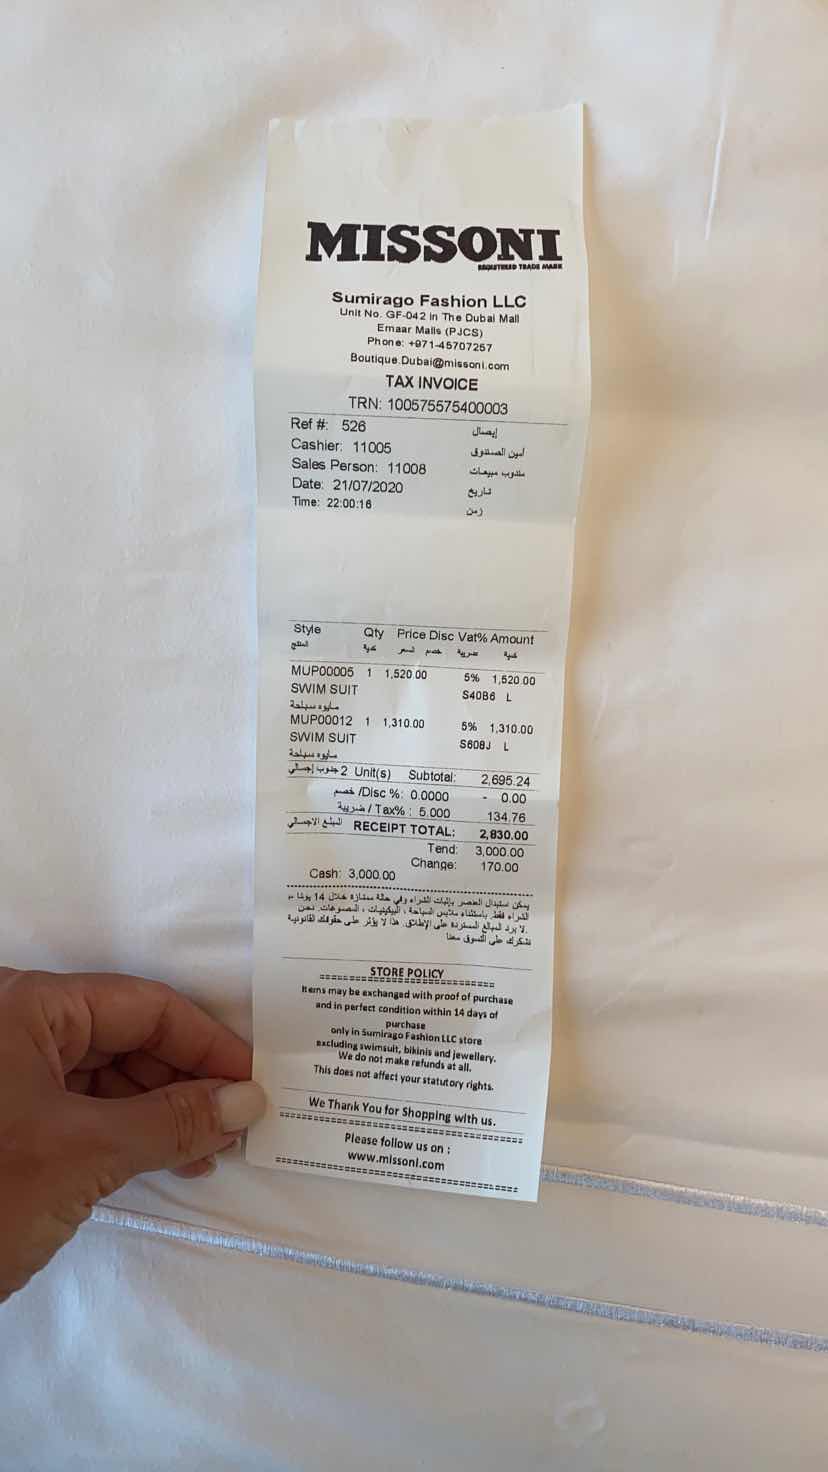 MISSONI
REGISTERED TRADE MARK
Sumirago Fashion LLC
Unit No. GF-042 in The Dubai Mall
Emaar Malls (PJCS)
Phone: +971-45707257
Boutique.Dubai@missoni.com
TAX INVOICE
TRN: 100575575400003
Ref #: 526 إيصال
Cashier: 11005 أمين الصندوق
Sales Person: 11008 مندوب مبيعات
Date: 21/07/2020 تاريخ
Time: 22:00:16 زمن
Style Qty Price Disc Vat% Amount
المنتج كمية السعر خصم ضريبة كمية
MUP00005 1 1,520.00 5% 1,520.00
SWIM SUIT S40B6 L
مايوه سباحة
MUP00012 1 1,310.00 5% 1,310.00
SWIM SUIT S608J L
مايوه سباحة
2 Unit(s) Subtotal: 2,695.24
خصم /Disc %: 0.0000 - 0.00
ضريبة / Tax% : 5.000 134.76
المبلغ الاجمالي RECEIPT TOTAL: 2,830.00
Tend: 3,000.00
Change: 170.00
Cash: 3,000.00
يمكن استبدال العنصر بإثبات الشراء وفي حالة ممتازة خلال 14 يومًا من
الشراء فقط. باستثناء ملابس السباحة ، البيكينيات ، المصوغات. نحن
لا نرد المبالغ المستردة على الإطلاق. هذا لا يؤثر على حقوقك القانونية.
نشكرك على التسوق معنا
STORE POLICY
Items may be exchanged with proof of purchase
and in perfect condition within 14 days of
purchase
only in Sumirago Fashion LLC store
excluding swimsuit, bikinis and jewellery.
We do not make refunds at all.
This does not affect your statutory rights.
We Thank You for Shopping with us.
Please follow us on :
www.missoni.com